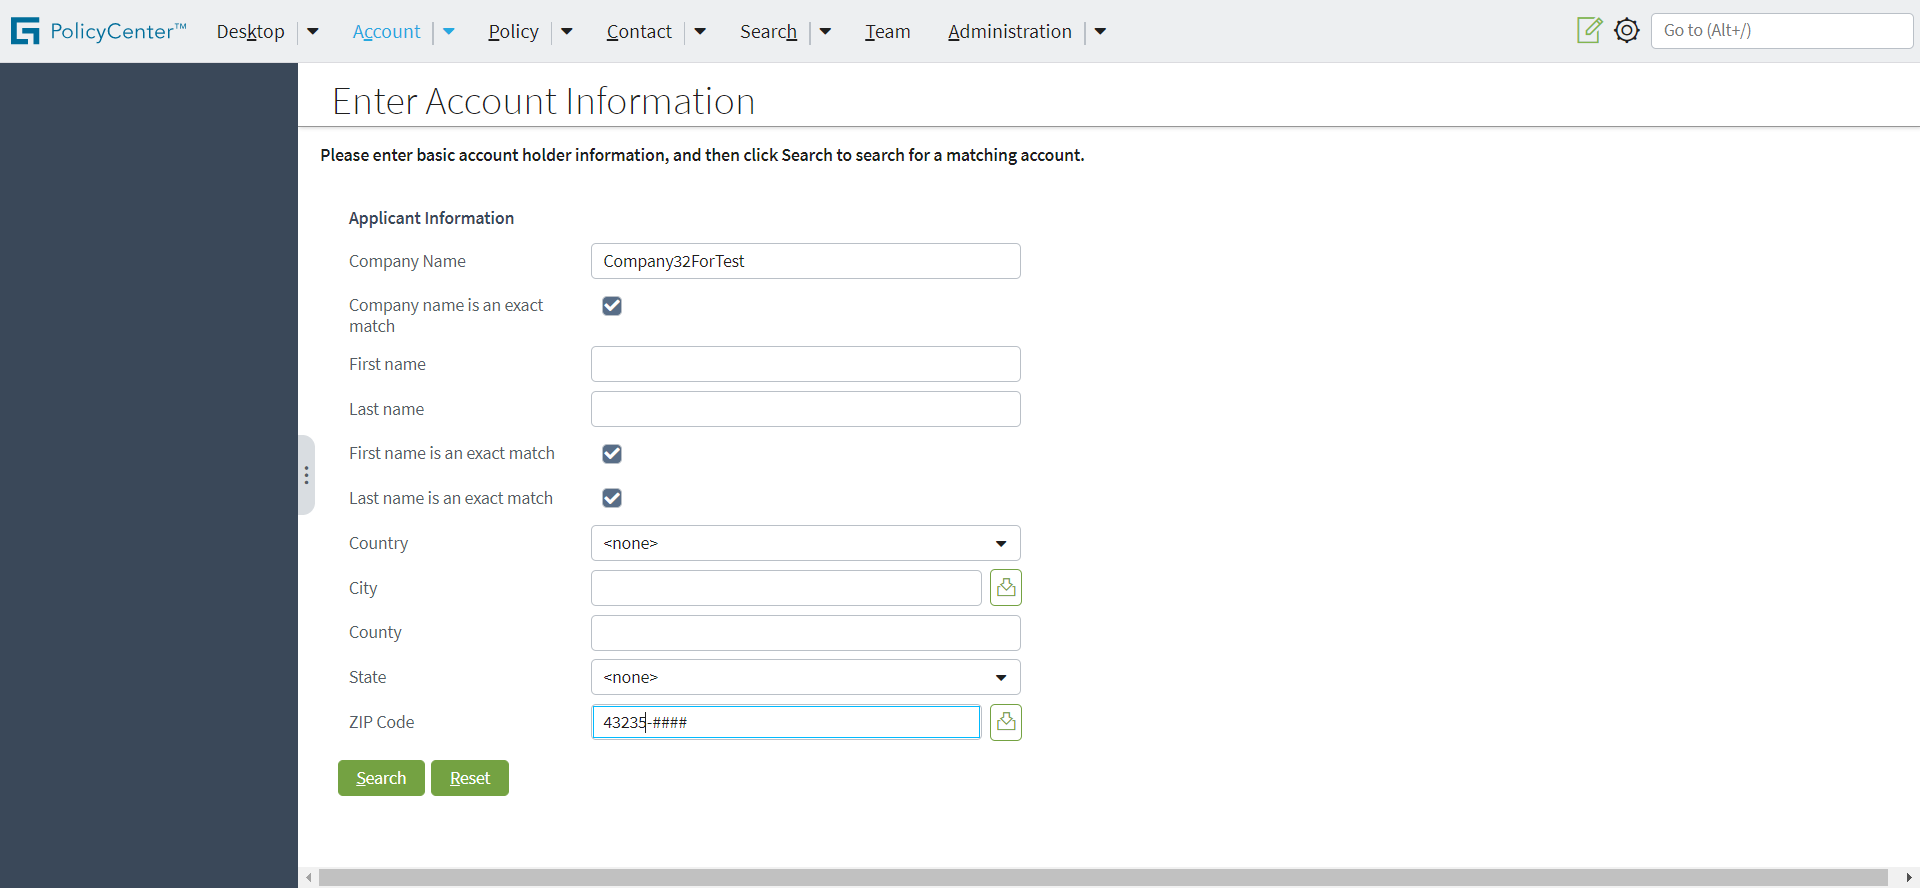 PolicyCenter™ Desktop Account Policy Contact Search Team Administration Go to (Alt+/)
Enter Account Information
Please enter basic account holder information, and then click Search to search for a matching account.
Applicant Information
Company Name Company32ForTest
Company name is an exact
match
First name
Last name
First name is an exact match
Last name is an exact match
Country <none>
City
County
State <none>
ZIP Code 43235-####
Search Reset